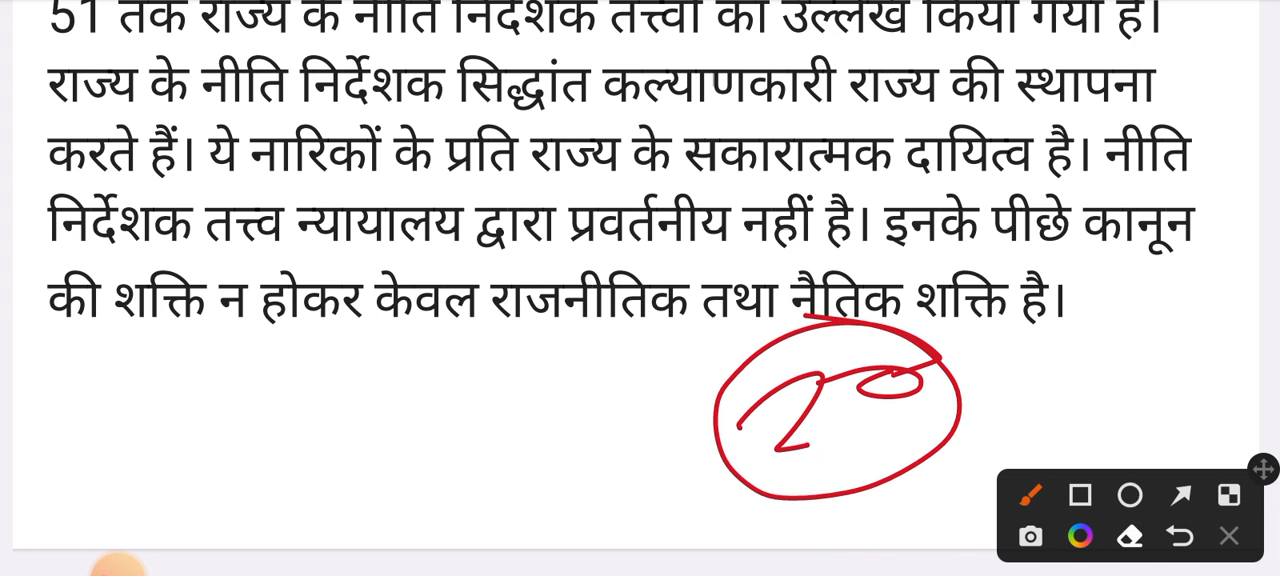 51 तक राज्य के नीति निर्देशक तत्त्वों का उल्लेख किया गया है।
राज्य के नीति निर्देशक सिद्धांत कल्याणकारी राज्य की स्थापना
करते हैं। ये नारिकों के प्रति राज्य के सकारात्मक दायित्व है। नीति
निर्देशक तत्त्व न्यायालय द्वारा प्रवर्तनीय नहीं है। इनके पीछे कानून
की शक्ति न होकर केवल राजनीतिक तथा नैतिक शक्ति है।
20